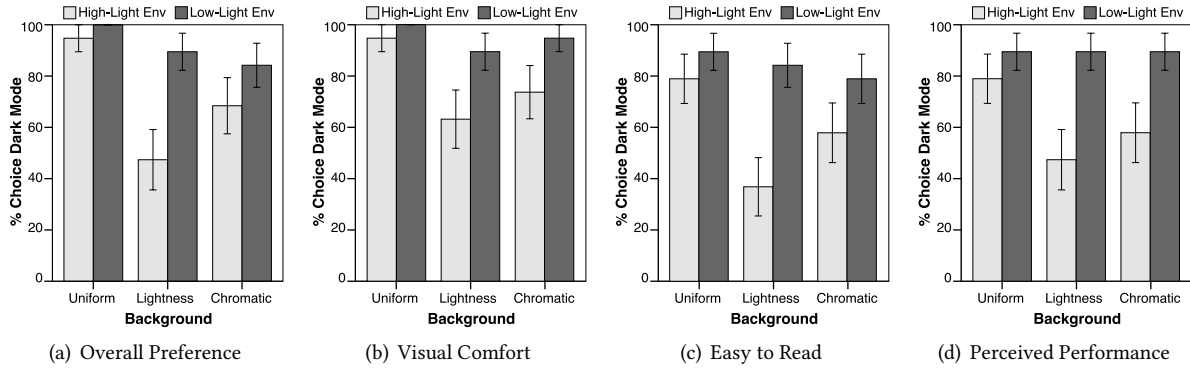 High-Light Env Low-Light Env
100
80
60
40
20
0
% Choice Dark Mode
Uniform Lightness Chromatic
Background
(a) Overall Preference
High-Light Env Low-Light Env
100
80
60
40
20
0
% Choice Dark Mode
Uniform Lightness Chromatic
Background
(b) Visual Comfort
High-Light Env Low-Light Env
100
80
60
40
20
0
% Choice Dark Mode
Uniform Lightness Chromatic
Background
(c) Easy to Read
High-Light Env Low-Light Env
100
80
60
40
20
0
% Choice Dark Mode
Uniform Lightness Chromatic
Background
(d) Perceived Performance